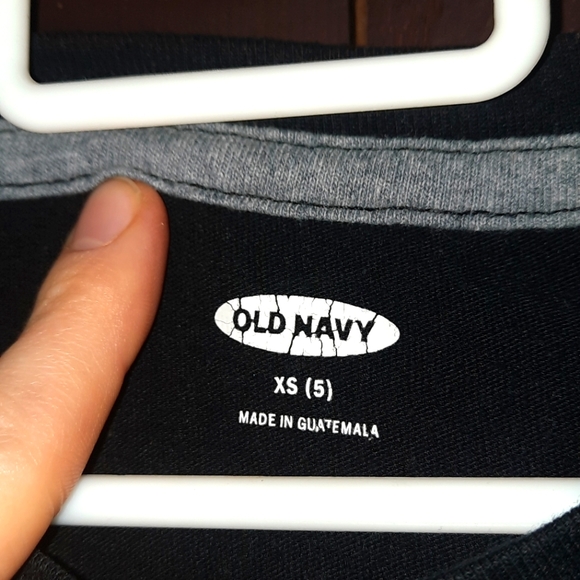 OLD NAVY
XS (5)
MADE IN GUATEMALA